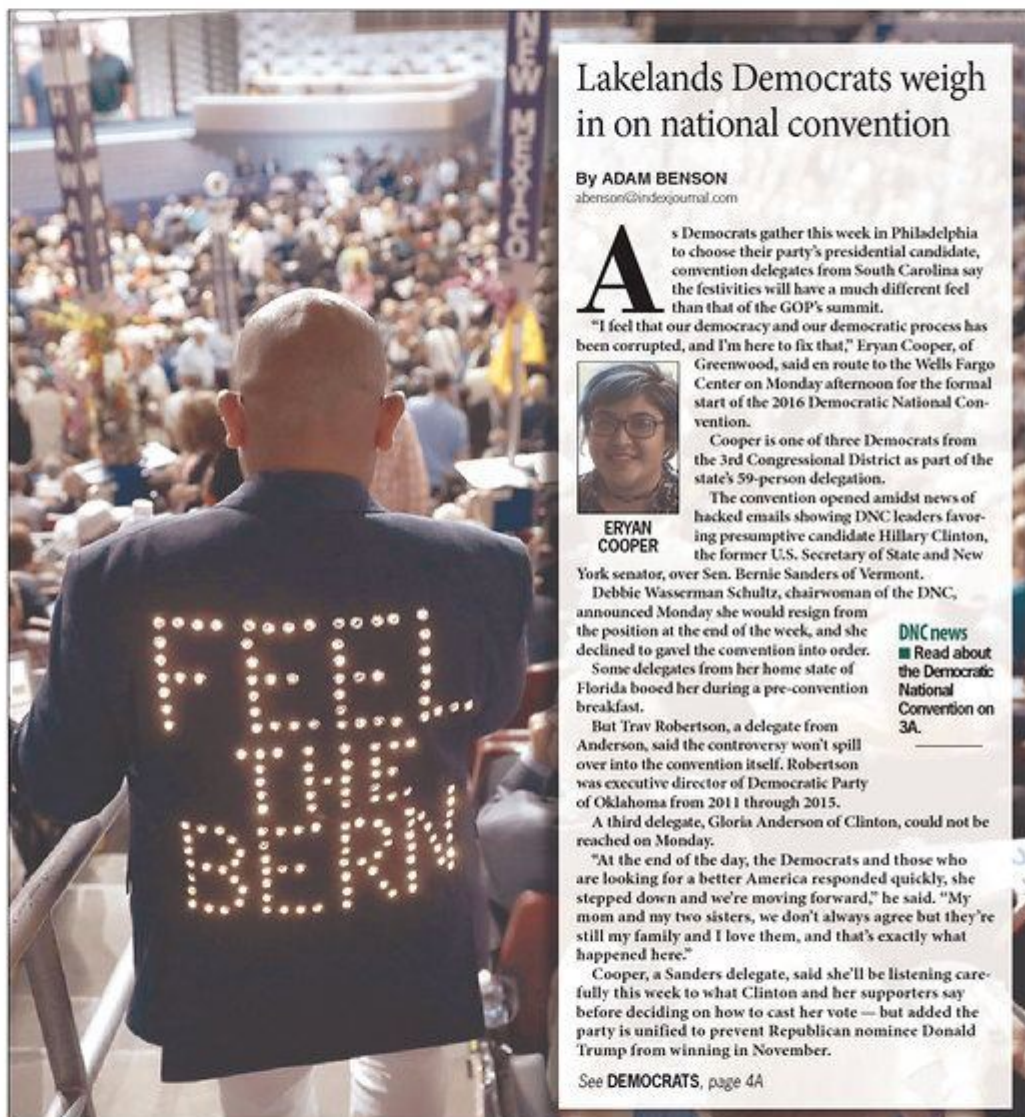 HAWAII
HAWAII
NEW MEXICO
FEEL
THE
BERN
Lakelands Democrats weigh
in on national convention
By ADAM BENSON
abenson@indexjournal.com
As Democrats gather this week in Philadelphia
to choose their party's presidential candidate,
convention delegates from South Carolina say
the festivities will have a much different feel
than that of the GOP's summit.
"I feel that our democracy and our democratic process has
been corrupted, and I'm here to fix that," Eryan Cooper, of
Greenwood, said en route to the Wells Fargo
Center on Monday afternoon for the formal
start of the 2016 Democratic National Con-
vention.
Cooper is one of three Democrats from
the 3rd Congressional District as part of the
state's 59-person delegation.
The convention opened amidst news of
hacked emails showing DNC leaders favor-
ing presumptive candidate Hillary Clinton,
the former U.S. Secretary of State and New
York senator, over Sen. Bernie Sanders of Vermont.
ERYAN
COOPER
Debbie Wasserman Schultz, chairwoman of the DNC,
announced Monday she would resign from
the position at the end of the week, and she
declined to gavel the convention into order.
Some delegates from her home state of
Florida booed her during a pre-convention
breakfast.
But Trav Robertson, a delegate from
Anderson, said the controversy won't spill
over into the convention itself. Robertson
was executive director of Democratic Party
of Oklahoma from 2011 through 2015.
DNC news
■ Read about
the Democratic
National
Convention on
3A.
A third delegate, Gloria Anderson of Clinton, could not be
reached on Monday.
"At the end of the day, the Democrats and those who
are looking for a better America responded quickly, she
stepped down and we're moving forward," he said. "My
mom and my two sisters, we don't always agree but they're
still my family and I love them, and that's exactly what
happened here."
Cooper, a Sanders delegate, said she'll be listening care-
fully this week to what Clinton and her supporters say
before deciding on how to cast her vote — but added the
party is unified to prevent Republican nominee Donald
Trump from winning in November.
See DEMOCRATS, page 4A